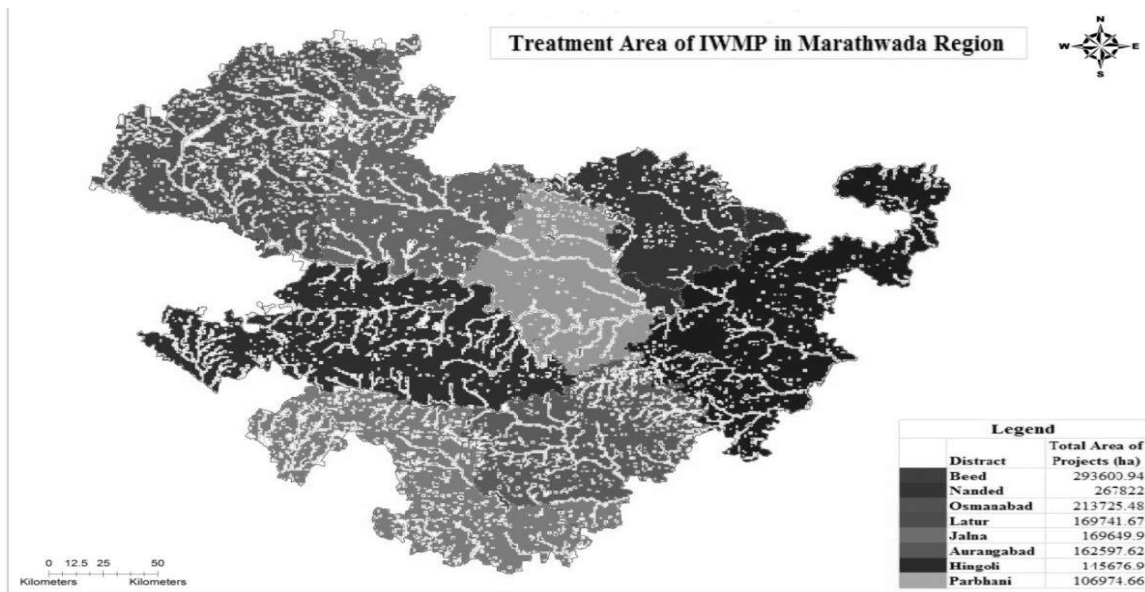 Treatment Area of IWMP in Marathwada Region
N
W E
S
Legend
Distract Total Area of Projects (ha)
Beed 293600.94
Nanded 267822
Osmanabad 213725.48
Latur 169741.67
Jalna 169649.9
Aurangabad 162597.62
Hingoli 145676.9
Parbhani 106974.66
0 12.5 25 50
Kilometers Kilometers